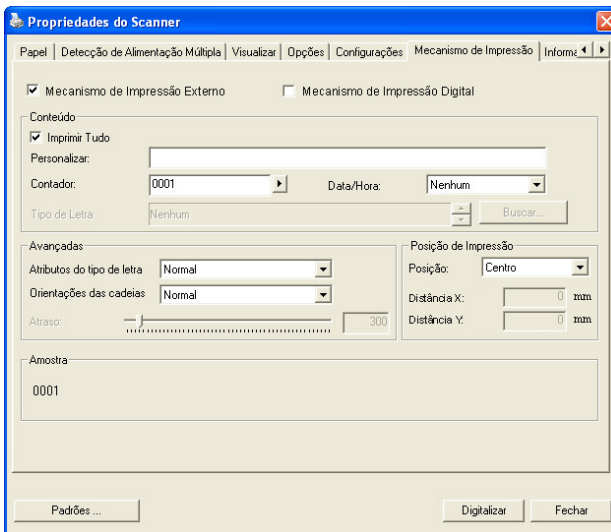 Propriedades do Scanner
Papel Detecção de Alimentação Múltipla Visualizar Opções Configurações Mecanismo de Impressão
Mecanismo de Impressão Externo Mecanismo de Impressão Digital
Conteúdo
Imprimir Tudo
Personalizar:
Contador: 0001 Data/Hora: Nenhum
Tipo de Letra Nenhum Buscar...
Avançadas Posição de Impressão
Atributos do tipo de letra Normal Posição: Centro
Orientações das cadeias Normal Distância X: 0 mm
Atraso: 300 Distância Y: 0 mm
Amostra
0001
Padrões ... Digitalizar Fechar